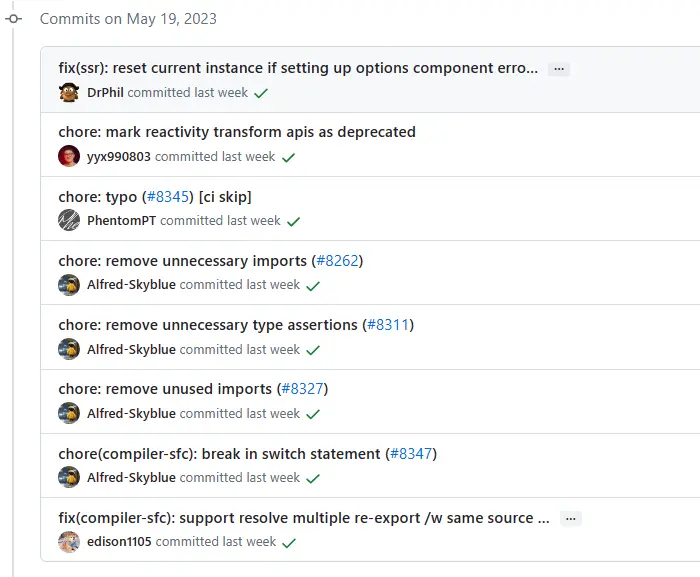 Commits on May 19, 2023
fix(ssr): reset current instance if setting up options component erro... ...
DrPhil committed last week
chore: mark reactivity transform apis as deprecated
yyx990803 committed last week
chore: typo (#8345) [ci skip]
PhentomPT committed last week
chore: remove unnecessary imports (#8262)
Alfred-Skyblue committed last week
chore: remove unnecessary type assertions (#8311)
Alfred-Skyblue committed last week
chore: remove unused imports (#8327)
Alfred-Skyblue committed last week
chore(compiler-sfc): break in switch statement (#8347)
Alfred-Skyblue committed last week
fix(compiler-sfc): support resolve multiple re-export /w same source ... ...
edison1105 committed last week